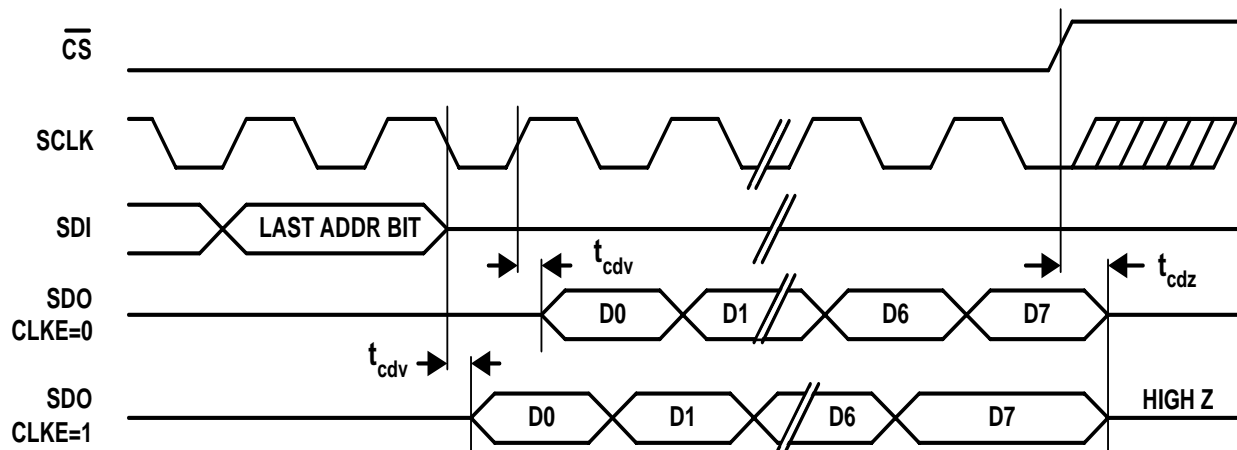 CS
SCLK
SDI
LAST ADDR BIT
t_cdv
t_cdz
SDO
CLKE=0
D0 D1 D6 D7
t_cdv
SDO
CLKE=1
D0 D1 D6 D7
HIGH Z